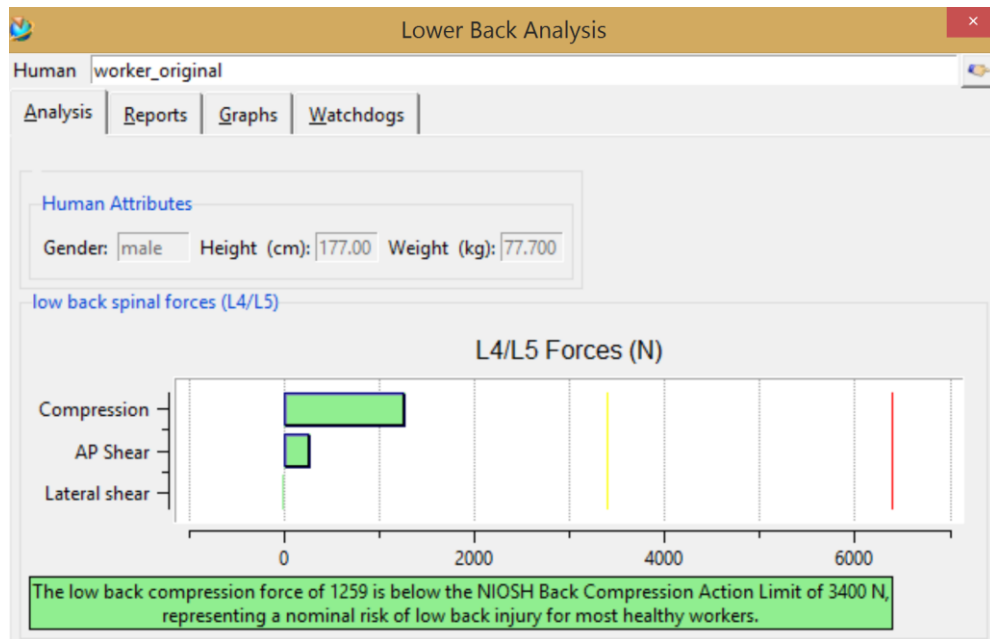 Lower Back Analysis
×
Human worker_original
Analysis Reports Graphs Watchdogs
Human Attributes
Gender: male Height (cm): 177.00 Weight (kg): 77.700
low back spinal forces (L4/L5)
L4/L5 Forces (N)
Compression
AP Shear
Lateral shear
0 2000 4000 6000
The low back compression force of 1259 is below the NIOSH Back Compression Action Limit of 3400 N,
representing a nominal risk of low back injury for most healthy workers.